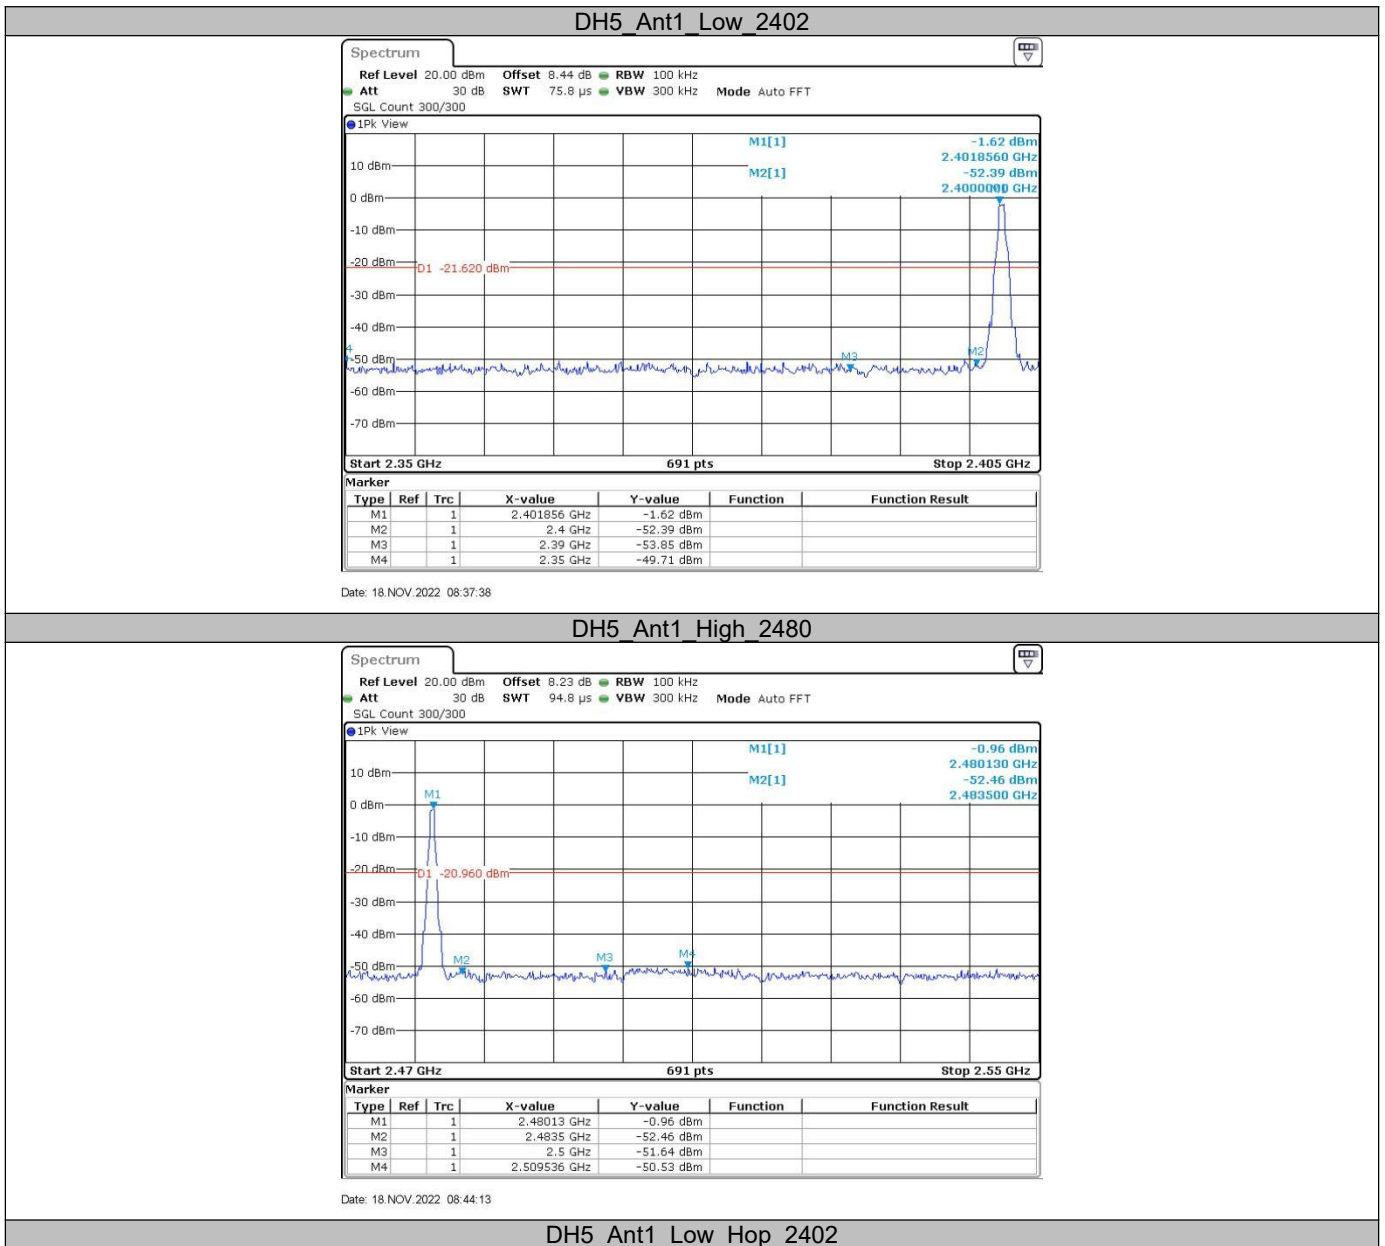 DH5_Ant1_Low_2402
Spectrum
Ref Level 20.00 dBm Offset 8.44 dB RBW 100 kHz
Att 30 dB SWT 75.8 µs VBW 300 kHz Mode Auto FFT
SGL Count 300/300
1Pk View
M1[1] -1.62 dBm
2.4018560 GHz
10 dBm
M2[1] -52.39 dBm
2.4000000 GHz
0 dBm
-10 dBm
-20 dBm
D1 -21.620 dBm
-30 dBm
-40 dBm
4
M3
M2
-50 dBm
-60 dBm
-70 dBm
Start 2.35 GHz 691 pts Stop 2.405 GHz
Marker
Type Ref Trc X-value Y-value Function Function Result
M1 1 2.401856 GHz -1.62 dBm
M2 1 2.4 GHz -52.39 dBm
M3 1 2.39 GHz -53.85 dBm
M4 1 2.35 GHz -49.71 dBm
Date: 18.NOV.2022 08:37:38
DH5_Ant1_High_2480
Spectrum
Ref Level 20.00 dBm Offset 8.23 dB RBW 100 kHz
Att 30 dB SWT 94.8 µs VBW 300 kHz Mode Auto FFT
SGL Count 300/300
1Pk View
M1[1] -0.96 dBm
2.480130 GHz
10 dBm
M2[1] -52.46 dBm
2.483500 GHz
M1
0 dBm
-10 dBm
-20 dBm
D1 -20.960 dBm
-30 dBm
-40 dBm
M2 M3 M4
-50 dBm
-60 dBm
-70 dBm
Start 2.47 GHz 691 pts Stop 2.55 GHz
Marker
Type Ref Trc X-value Y-value Function Function Result
M1 1 2.48013 GHz -0.96 dBm
M2 1 2.4835 GHz -52.46 dBm
M3 1 2.5 GHz -51.64 dBm
M4 1 2.509536 GHz -50.53 dBm
Date: 18.NOV.2022 08:44:13
DH5_Ant1_Low_Hop_2402